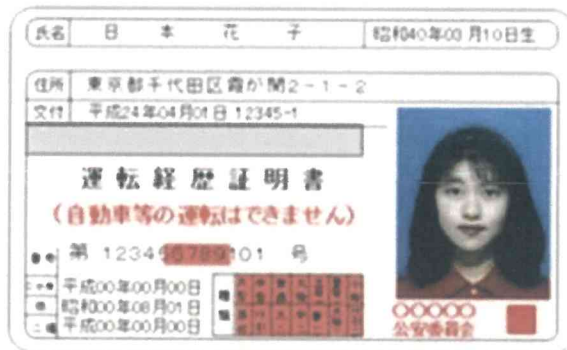 氏名 日本花子 昭和40年03月10日生
住所 東京都千代田区霞が関2-1-2
交付 平成24年04月01日 12345-1
運転経歴証明書
(自動車等の運転はできません)
第 123456789101 号
平成00年00月00日
昭和00年08月01日
平成00年00月00日
○○○○○
公安委員会